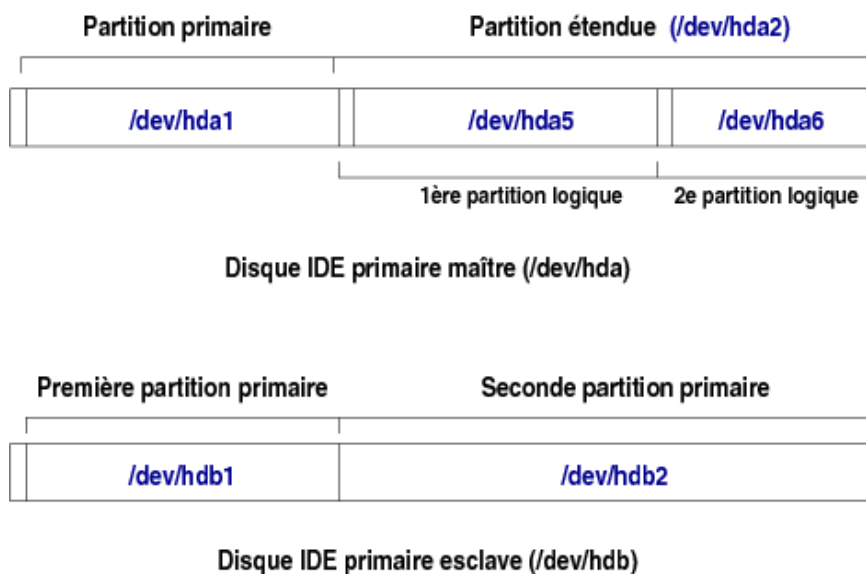 Partition primaire Partition étendue (/dev/hda2)
/dev/hda1 /dev/hda5 /dev/hda6
1ère partition logique 2e partition logique
Disque IDE primaire maître (/dev/hda)
Première partition primaire Seconde partition primaire
/dev/hdb1 /dev/hdb2
Disque IDE primaire esclave (/dev/hdb)